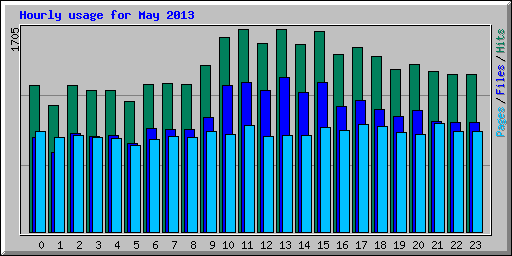 Hourly usage for May 2013
1705
Pages/Files/Hits
0 1 2 3 4 5 6 7 8 9 10 11 12 13 14 15 16 17 18 19 20 21 22 23